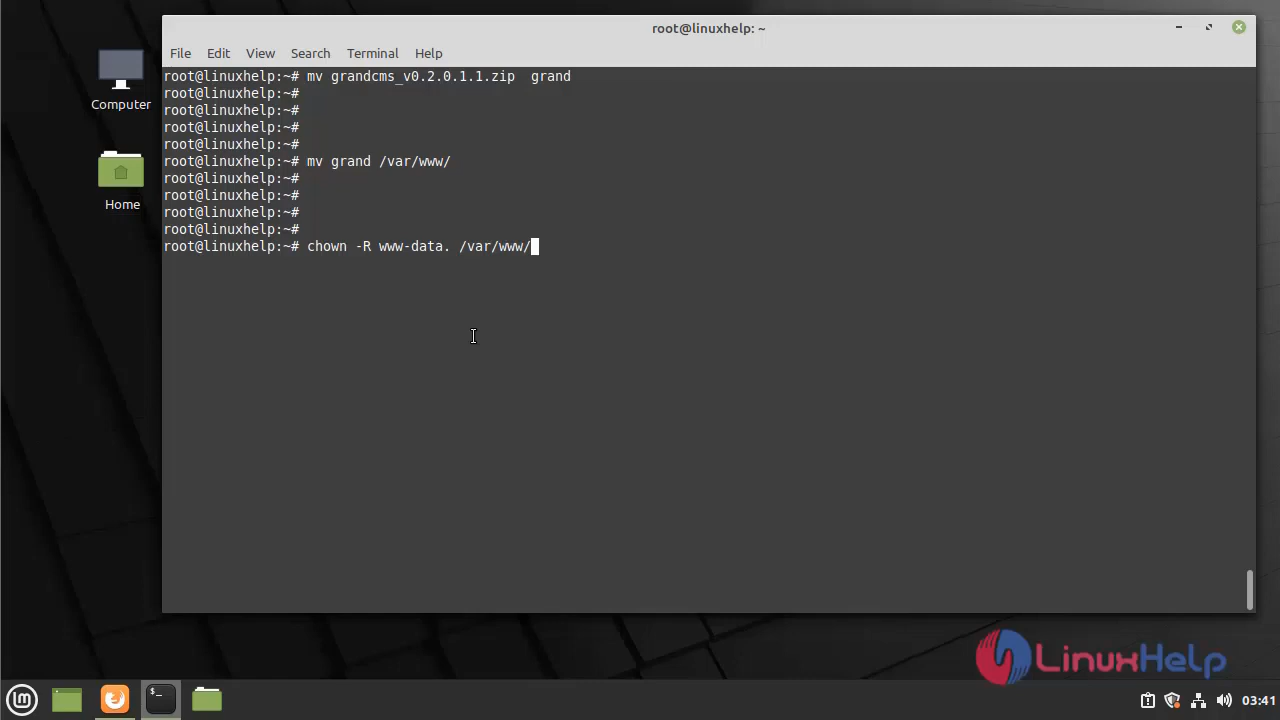 root@linuxhelp: ~
File Edit View Search Terminal Help
Computer
Home
root@linuxhelp:~# mv grandcms_v0.2.0.1.1.zip  grand
root@linuxhelp:~#
root@linuxhelp:~#
root@linuxhelp:~#
root@linuxhelp:~#
root@linuxhelp:~# mv grand /var/www/
root@linuxhelp:~#
root@linuxhelp:~#
root@linuxhelp:~#
root@linuxhelp:~#
root@linuxhelp:~# chown -R www-data. /var/www/
LinuxHelp
$_
03:41